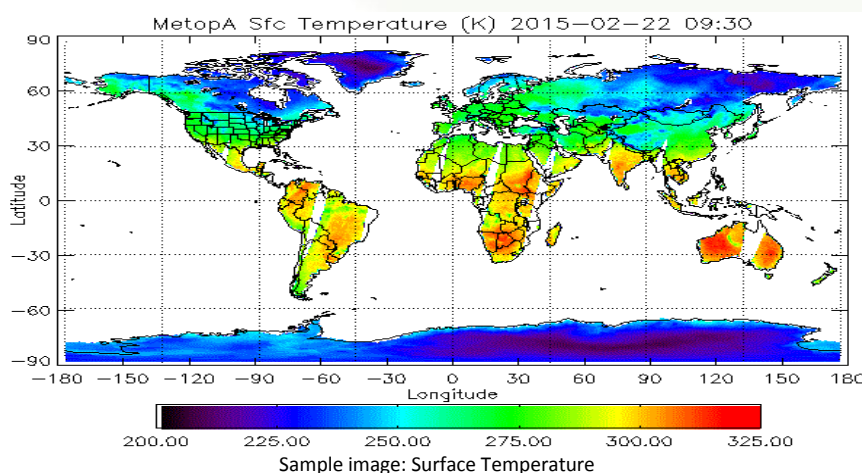 MetopA Sfc Temperature (K) 2015-02-22 09:30
90
60
30
0
-30
-60
-90
Latitude
-180 -150 -120 -90 -60 -30 0 30 60 90 120 150 180
Longitude
200.00 225.00 250.00 275.00 300.00 325.00
Sample image: Surface Temperature